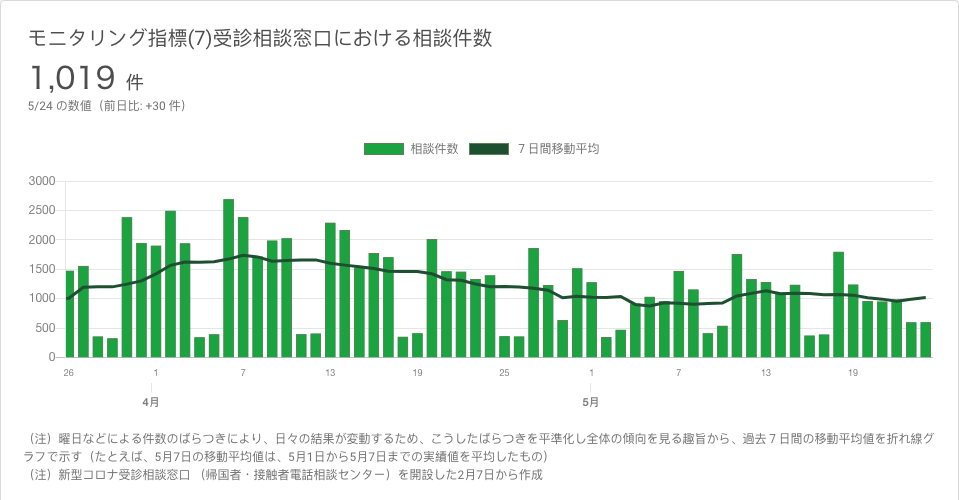 モニタリング指標(7)受診相談窓口における相談件数
1,019 件
5/24 の数値（前日比: +30 件）
相談件数 7 日間移動平均
3000
2500
2000
1500
1000
500
0
26 1 7 13 19 25 1 7 13 19
4月 5月
（注）曜日などによる件数のばらつきにより、日々の結果が変動するため、こうしたばらつきを平準化し全体の傾向を見る趣旨から、過去 7 日間の移動平均値を折れ線グ
ラフで示す（たとえば、5月7日の移動平均値は、5月1日から5月7日までの実績値を平均したもの）
（注）新型コロナ受診相談窓口 （帰国者・接触者電話相談センター）を開設した2月7日から作成